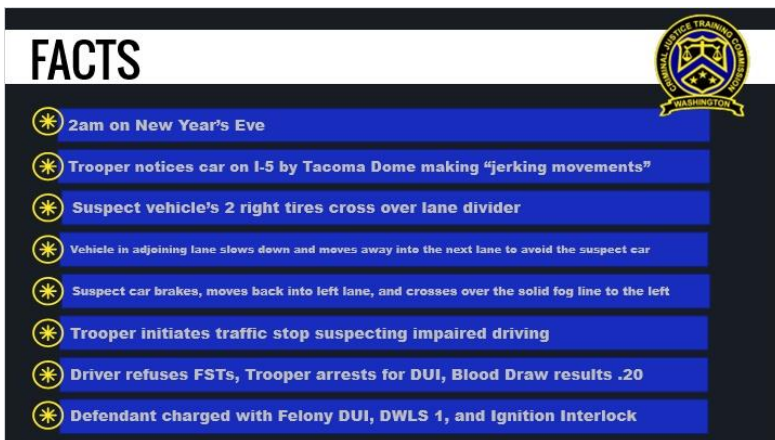 FACTS
CRIMINAL JUSTICE TRAINING COMMISSION
WASHINGTON
2am on New Year's Eve
Trooper notices car on I-5 by Tacoma Dome making “jerking movements”
Suspect vehicle's 2 right tires cross over lane divider
Vehicle in adjoining lane slows down and moves away into the next lane to avoid the suspect car
Suspect car brakes, moves back into left lane, and crosses over the solid fog line to the left
Trooper initiates traffic stop suspecting impaired driving
Driver refuses FSTs, Trooper arrests for DUI, Blood Draw results .20
Defendant charged with Felony DUI, DWLS 1, and Ignition Interlock